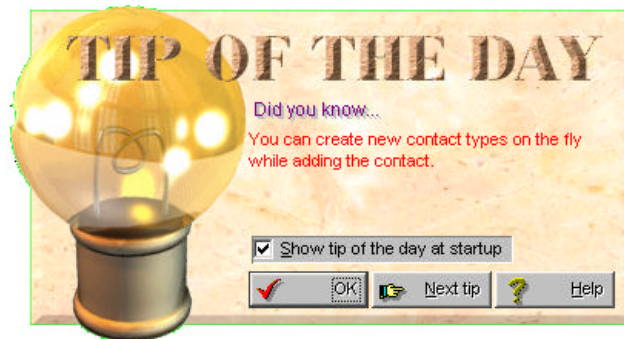 TIP OF THE DAY
Did you know...
You can create new contact types on the fly
while adding the contact.
Show tip of the day at startup
OK
Next tip
Help